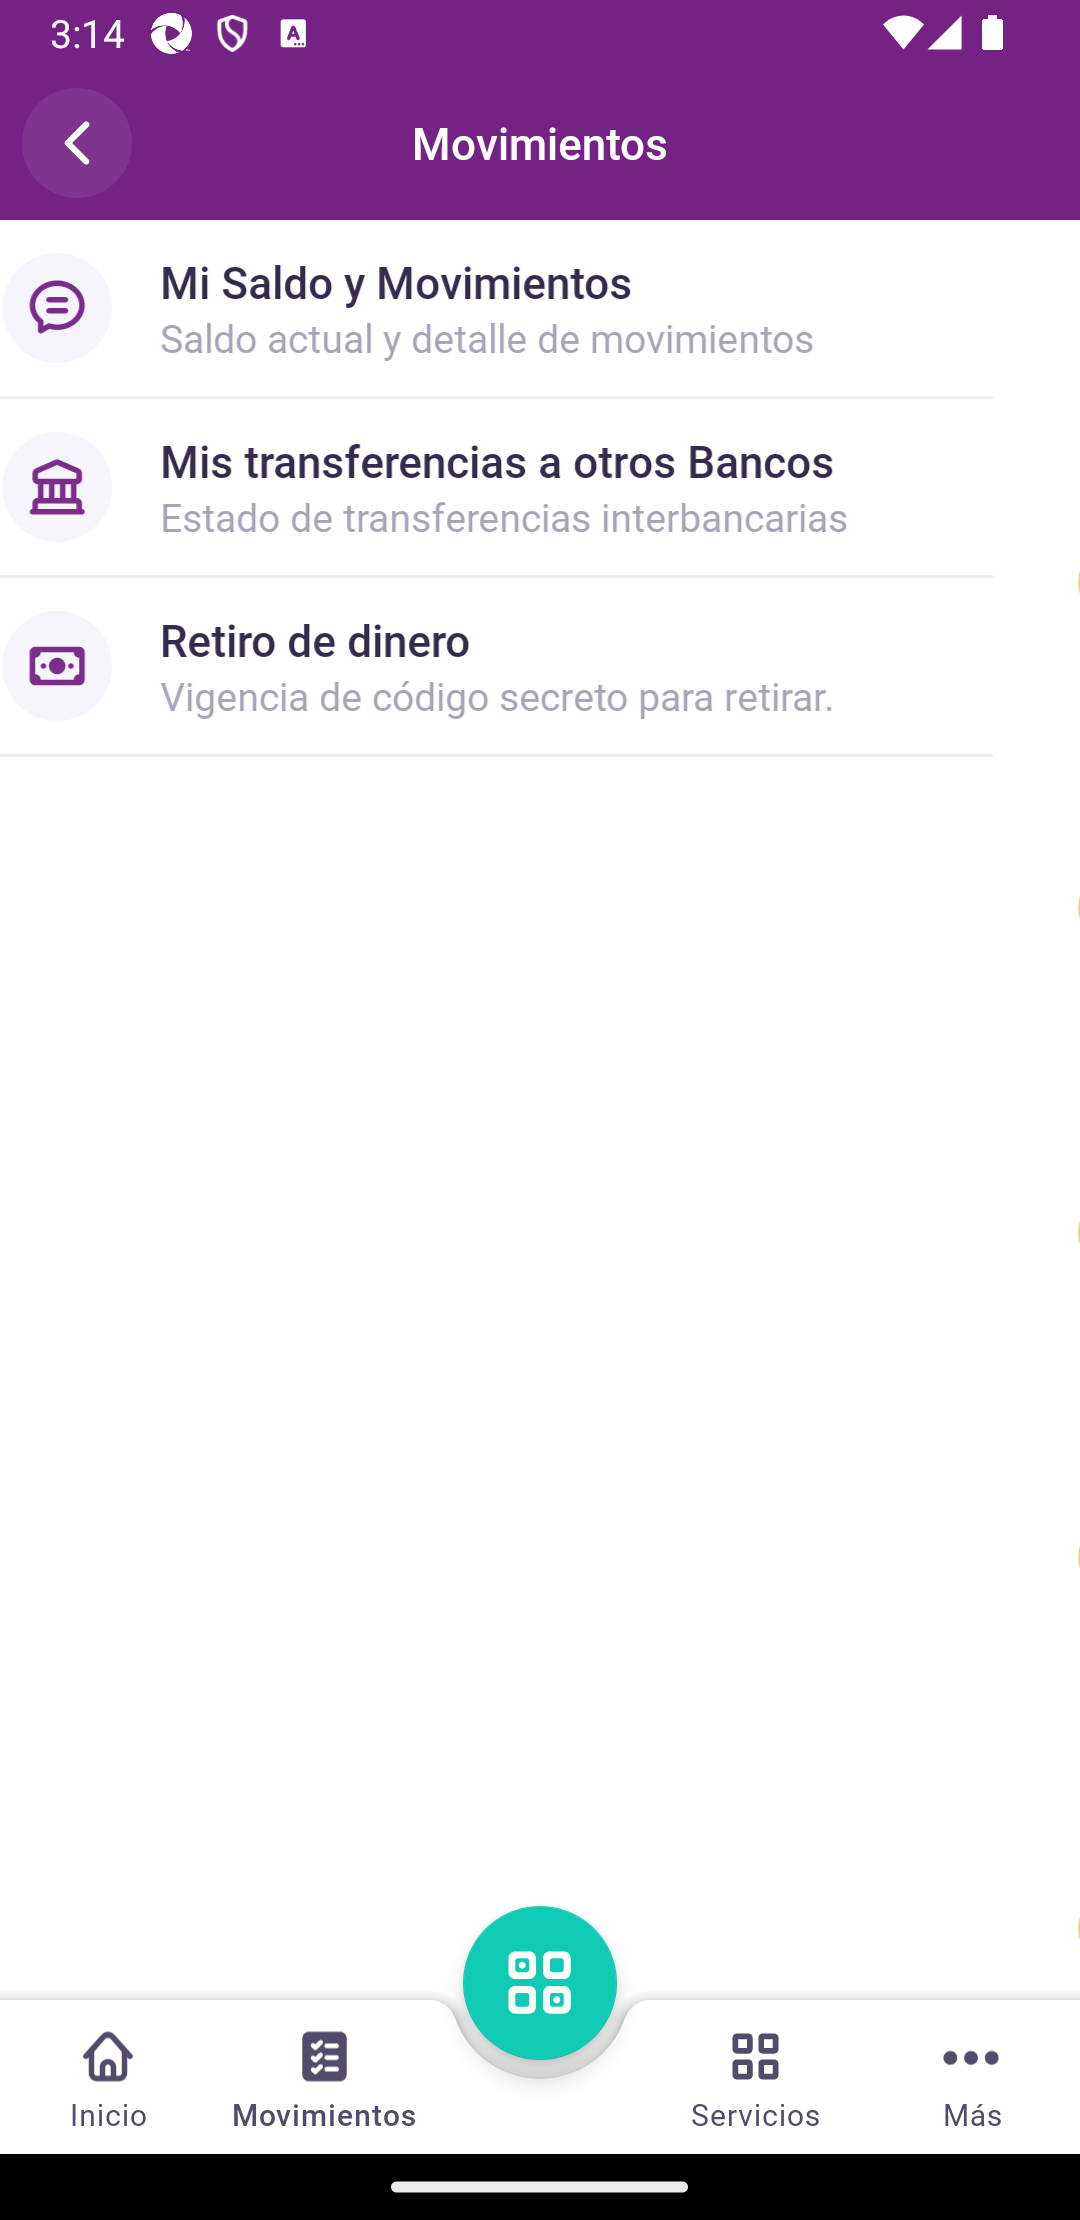 3:14
Movimientos
Mi Saldo y Movimientos
Saldo actual y detalle de movimientos
Mis transferencias a otros Bancos
Estado de transferencias interbancarias
Retiro de dinero
Vigencia de código secreto para retirar.
Inicio
Movimientos
Servicios
Más